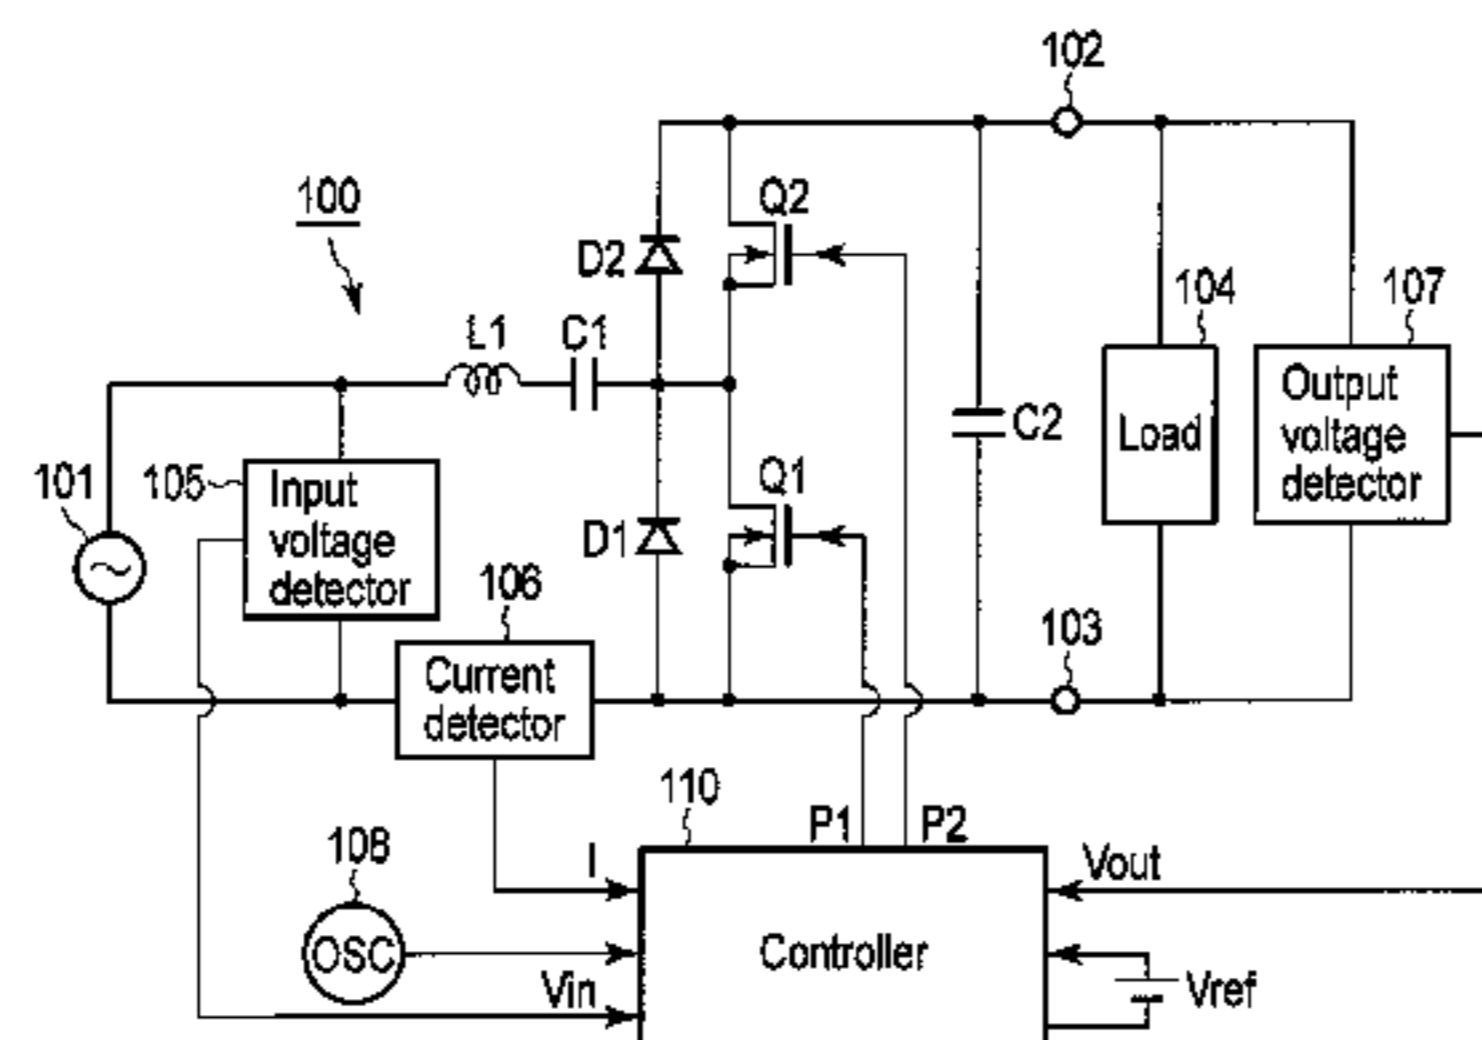 102
100
Q2
D2
104
107
L1
C1
Output
voltage
detector
Load
C2
101
105
Input
voltage
detector
Q1
D1
106
Current
detector
103
110
P1
P2
108
I
Vout
OSC
Controller
Vin
Vref